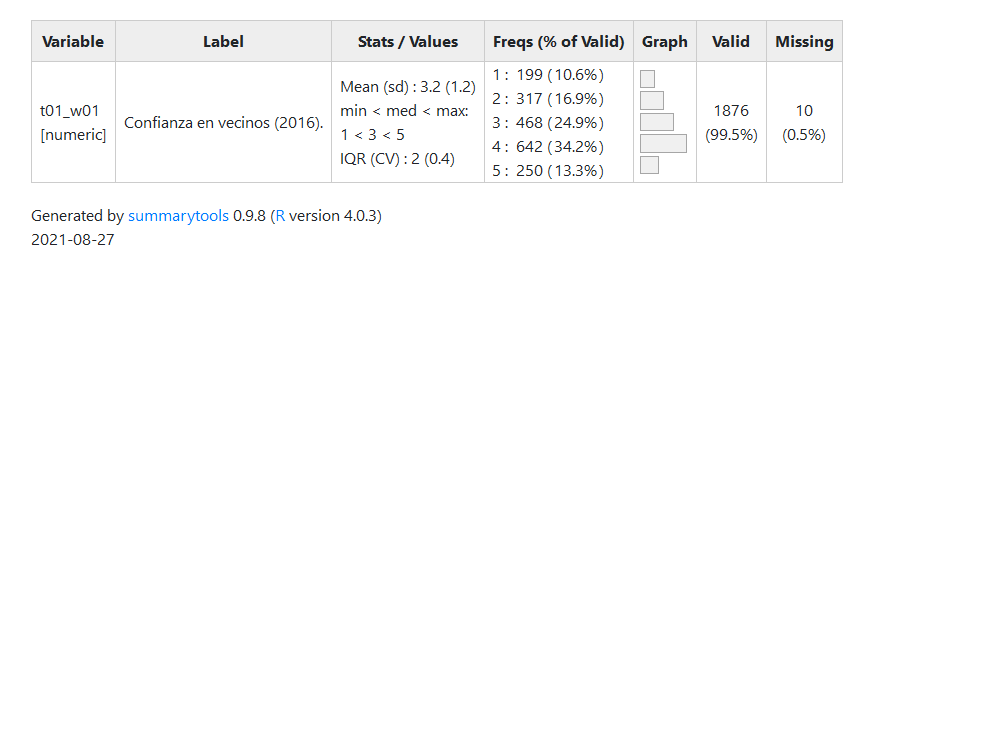 Variable Label Stats / Values Freqs (% of Valid) Graph Valid Missing
t01_w01
[numeric]
Confianza en vecinos (2016).
Mean (sd) : 3.2 (1.2)
min < med < max:
1 < 3 < 5
IQR (CV) : 2 (0.4)
1 : 199 (10.6%)
2 : 317 (16.9%)
3 : 468 (24.9%)
4 : 642 (34.2%)
5 : 250 (13.3%)
1876
(99.5%)
10
(0.5%)
Generated by summarytools 0.9.8 (R version 4.0.3)
2021-08-27